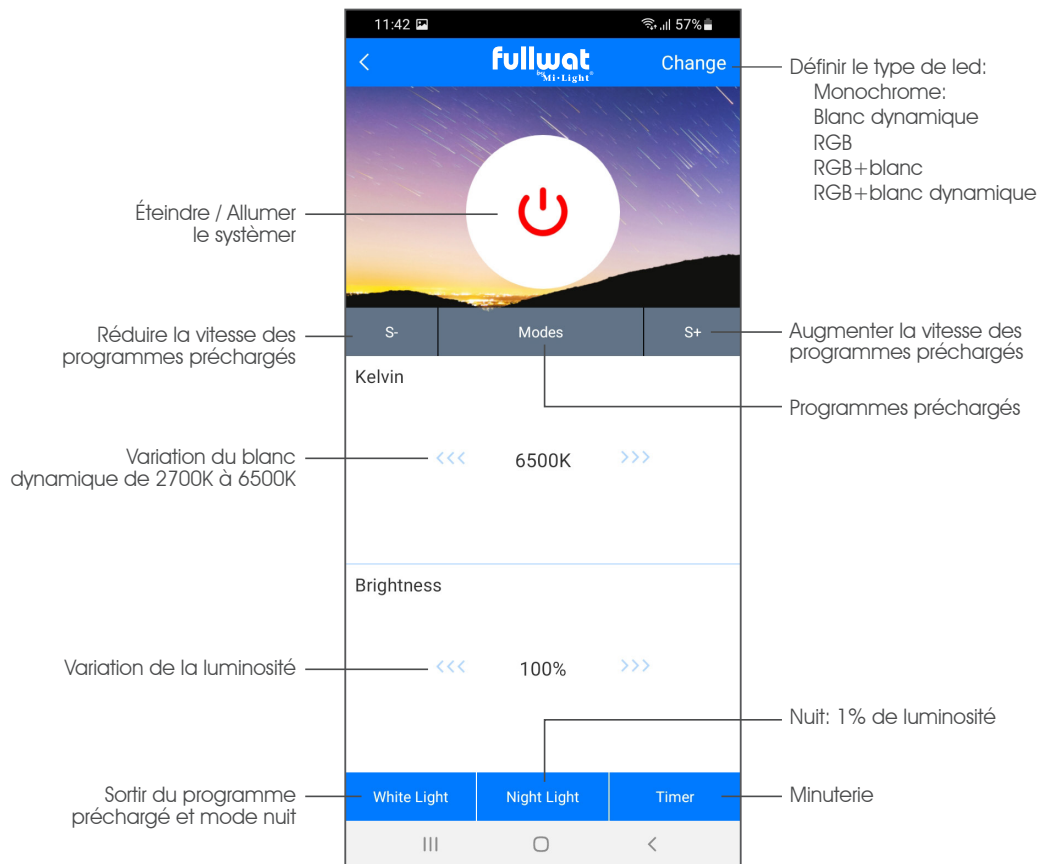 11:42
57%
fullwat
by
Mi·Light®
Change
Définir le type de led:
Monochrome:
Blanc dynamique
RGB
RGB+blanc
RGB+blanc dynamique
Éteindre / Allumer
le systèmer
Réduire la vitesse des
programmes préchargés
S-
Modes
S+
Augmenter la vitesse des
programmes préchargés
Kelvin
Programmes préchargés
Variation du blanc
dynamique de 2700K à 6500K
<<< 6500K >>>
Brightness
Variation de la luminosité
<<< 100% >>>
Nuit: 1% de luminosité
Sortir du programme
préchargé et mode nuit
White Light
Night Light
Timer
Minuterie